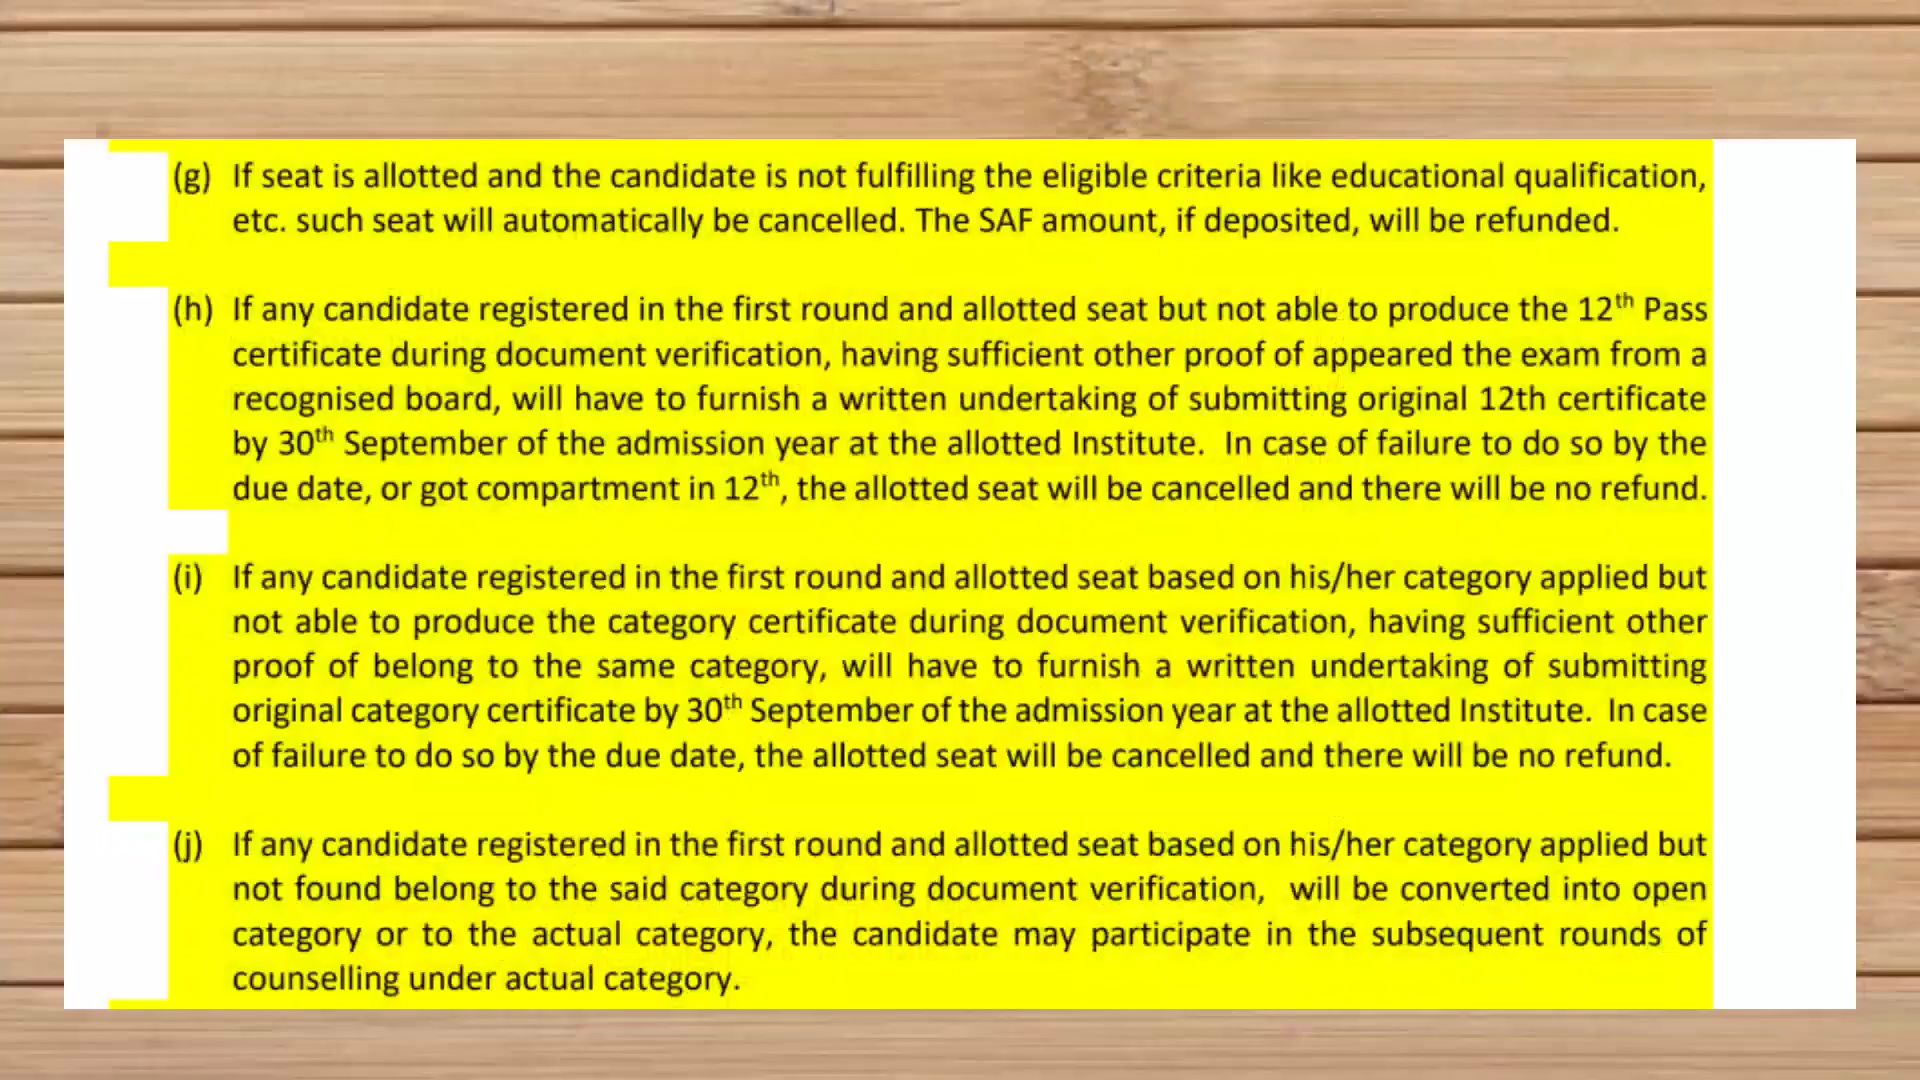 (g) If seat is allotted and the candidate is not fulfilling the eligible criteria like educational qualification,
etc. such seat will automatically be cancelled. The SAF amount, if deposited, will be refunded.
(h) If any candidate registered in the first round and allotted seat but not able to produce the 12th Pass
certificate during document verification, having sufficient other proof of appeared the exam from a
recognised board, will have to furnish a written undertaking of submitting original 12th certificate
by 30th September of the admission year at the allotted Institute. In case of failure to do so by the
due date, or got compartment in 12th, the allotted seat will be cancelled and there will be no refund.
(i) If any candidate registered in the first round and allotted seat based on his/her category applied but
not able to produce the category certificate during document verification, having sufficient other
proof of belong to the same category, will have to furnish a written undertaking of submitting
original category certificate by 30th September of the admission year at the allotted Institute. In case
of failure to do so by the due date, the allotted seat will be cancelled and there will be no refund.
(j) If any candidate registered in the first round and allotted seat based on his/her category applied but
not found belong to the said category during document verification, will be converted into open
category or to the actual category, the candidate may participate in the subsequent rounds of
counselling under actual category.